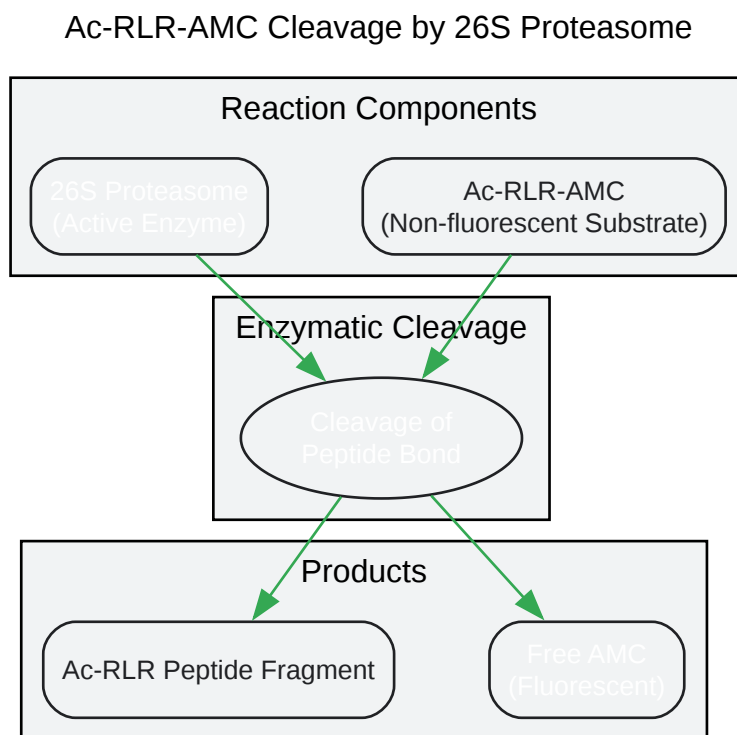 Ac-RLR-AMC Cleavage by 26S Proteasome
Reaction Components
26S Proteasome
(Active Enzyme)
Ac-RLR-AMC
(Non-fluorescent Substrate)
Enzymatic Cleavage
Cleavage of
Peptide Bond
Products
Ac-RLR Peptide Fragment
Free AMC
(Fluorescent)